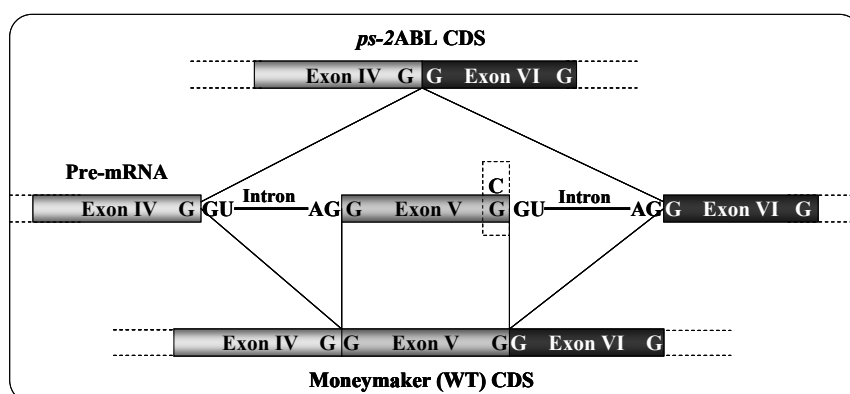 ps-2ABL CDS
Exon IV G G Exon VI G
Pre-mRNA
C
Exon IV G GU Intron AG G Exon V G GU Intron AG G Exon VI G
Exon IV G G Exon V G G Exon VI G
Moneymaker (WT) CDS